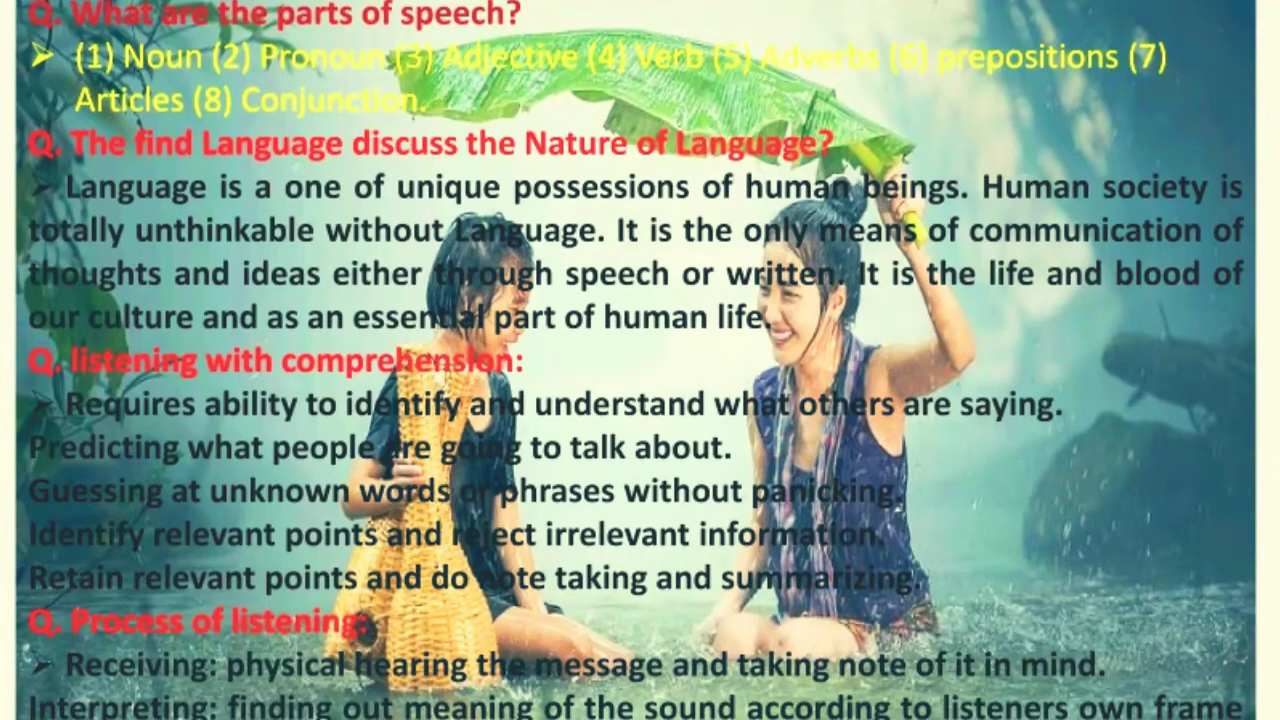 Q. What are the parts of speech?
➢ (1) Noun (2) Pronoun (3) Adjective (4) Verb (5) Adverbs (6) prepositions (7)
Articles (8) Conjunction.
Q. The find Language discuss the Nature of Language?
➢ Language is a one of unique possessions of human beings. Human society is
totally unthinkable without Language. It is the only means of communication of
thoughts and ideas either through speech or written. It is the life and blood of
our culture and as an essential part of human life.
Q. listening with comprehension:
➢ Requires ability to identify and understand what others are saying.
Predicting what people are going to talk about.
Guessing at unknown words or phrases without panicking.
Identify relevant points and reject irrelevant information.
Retain relevant points and do note taking and summarizing.
Q. Process of listening:
➢ Receiving: physical hearing the message and taking note of it in mind.
Interpreting: finding out meaning of the sound according to listeners own frame